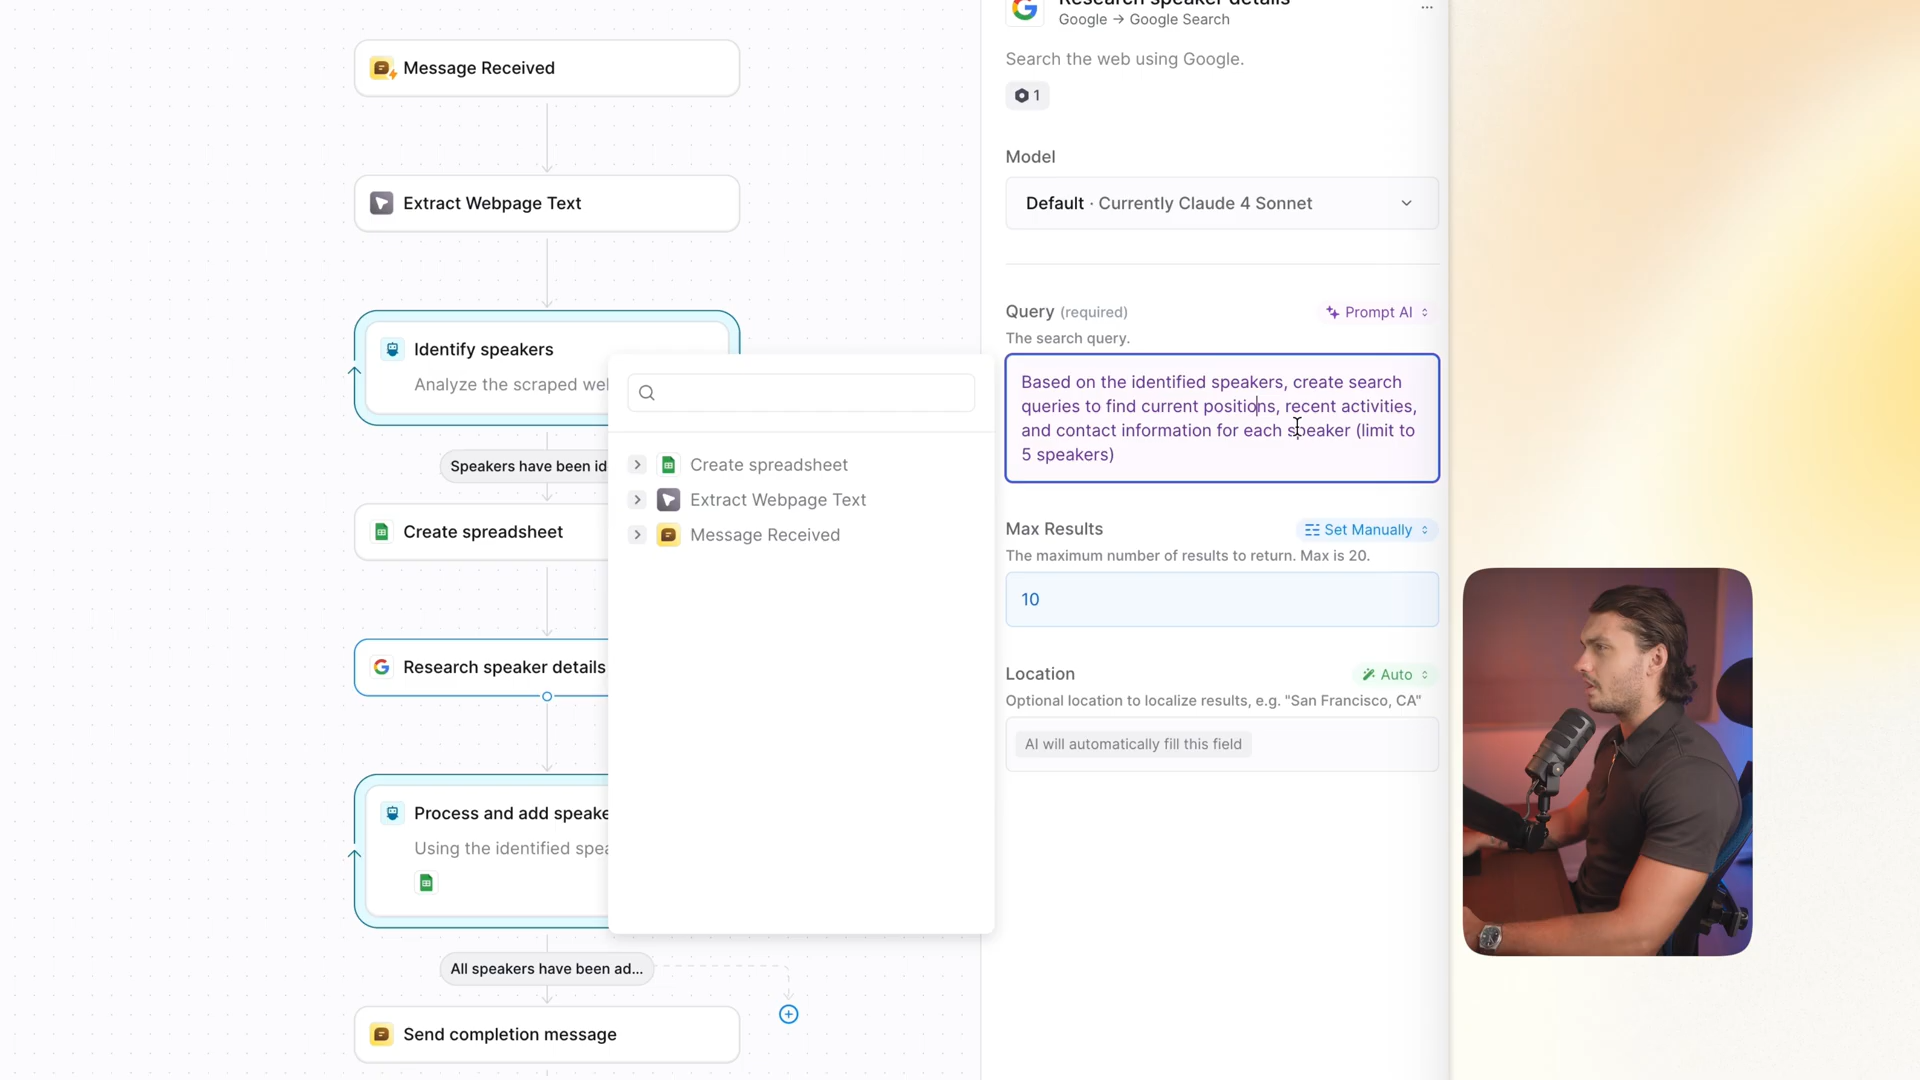 Message Received
Extract Webpage Text
Identify speakers
Analyze the scraped
Speakers have been
Create spreadsheet
Research speaker details
Process and add
Using the identified
All speakers have been ad...
Send completion message
Create spreadsheet
Extract Webpage Text
Message Received
Research speaker details
Google → Google Search
Search the web using Google.
1
Model
Default · Currently Claude 4 Sonnet
Query (required)
Prompt AI
The search query.
Based on the identified speakers, create search
queries to find current positions, recent activities,
and contact information for each speaker (limit to
5 speakers)
Max Results
Set Manually
The maximum number of results to return. Max is 20.
10
Location
Auto
Optional location to localize results, e.g. "San Francisco, CA"
AI will automatically fill this field